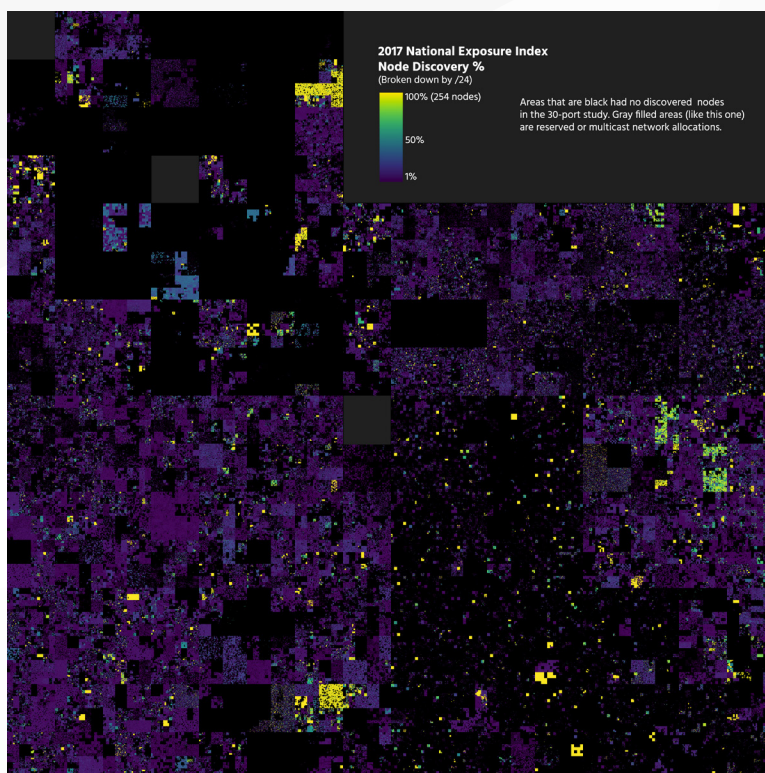 2017 National Exposure Index
Node Discovery %
(Broken down by /24)
100% (254 nodes)
50%
1%
Areas that are black had no discovered nodes
in the 30-port study. Gray filled areas (like this one)
are reserved or multicast network allocations.